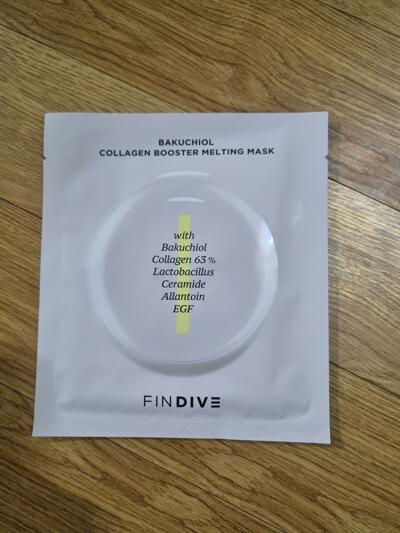 BAKUCHIOL
COLLAGEN BOOSTER MELTING MASK
with
Bakuchiol
Collagen 63 %
Lactobacillus
Ceramide
Allantoin
EGF
FINDIVE